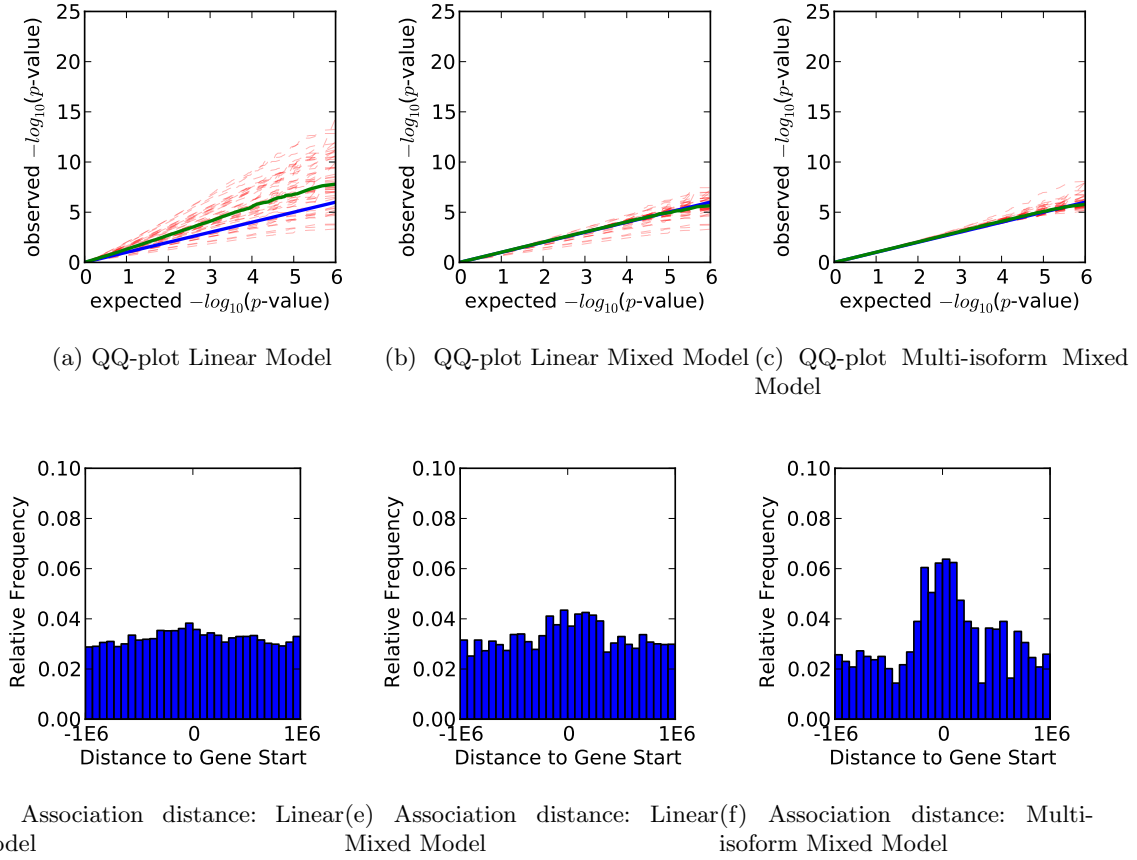 25
20
15
10
5
0
observed −log10(p-value)
0 1 2 3 4 5 6
expected −log10(p-value)
(a) QQ-plot Linear Model
25
20
15
10
5
0
observed −log10(p-value)
0 1 2 3 4 5 6
expected −log10(p-value)
(b) QQ-plot Linear Mixed Model
25
20
15
10
5
0
observed −log10(p-value)
0 1 2 3 4 5 6
expected −log10(p-value)
(c) QQ-plot Multi-isoform Mixed
Model
0.10
0.08
0.06
0.04
0.02
0.00
Relative Frequency
-1E6 0 1E6
Distance to Gene Start
Association distance: Linear
odel
0.10
0.08
0.06
0.04
0.02
0.00
Relative Frequency
-1E6 0 1E6
Distance to Gene Start
(e) Association distance: Linear
Mixed Model
0.10
0.08
0.06
0.04
0.02
0.00
Relative Frequency
-1E6 0 1E6
Distance to Gene Start
(f) Association distance: Multi-
isoform Mixed Model